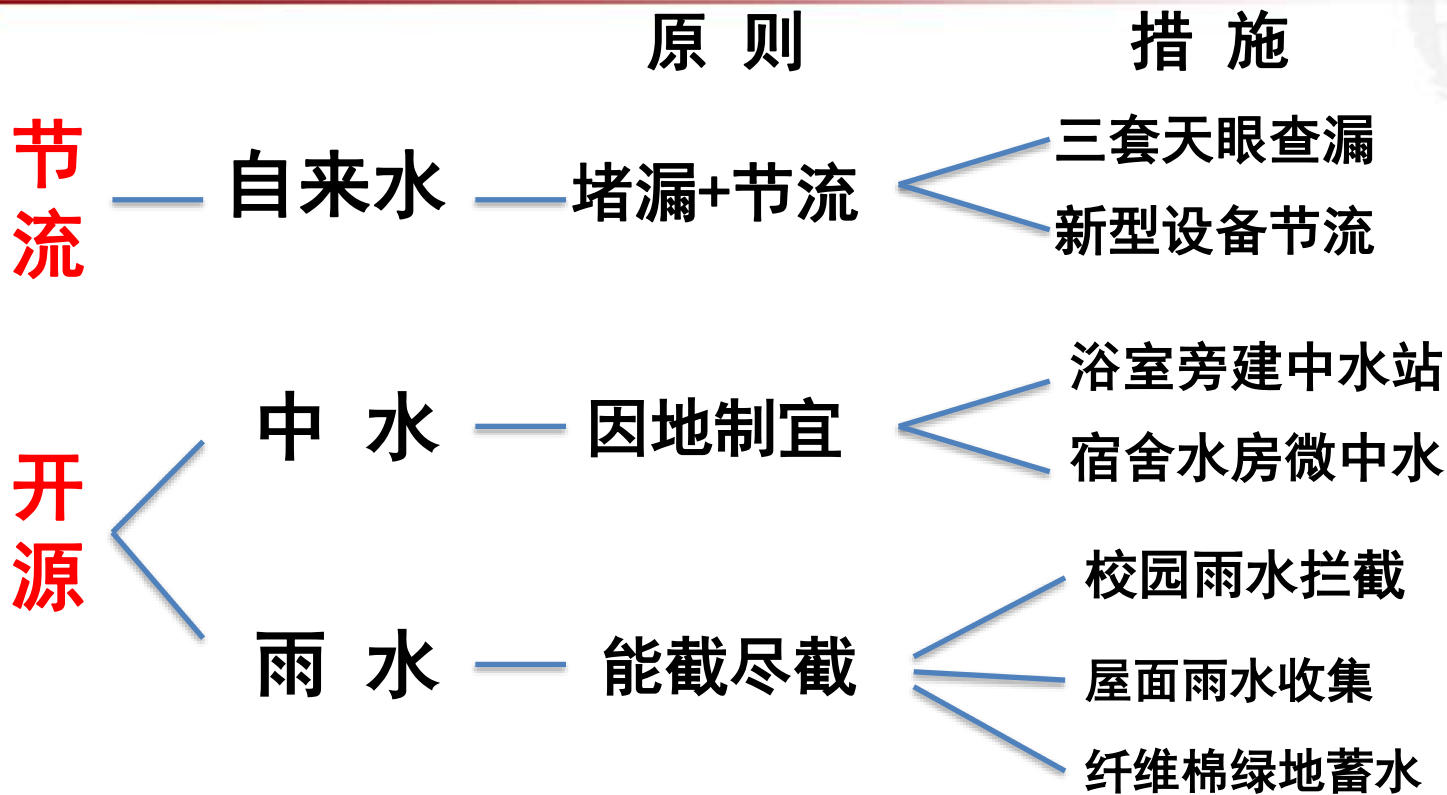 原 则 措 施
节流
自来水 堵漏+节流
三套天眼查漏
新型设备节流
开源
中 水 因地制宜
浴室旁建中水站
宿舍水房微中水
雨 水 能截尽截
校园雨水拦截
屋面雨水收集
纤维棉绿地蓄水